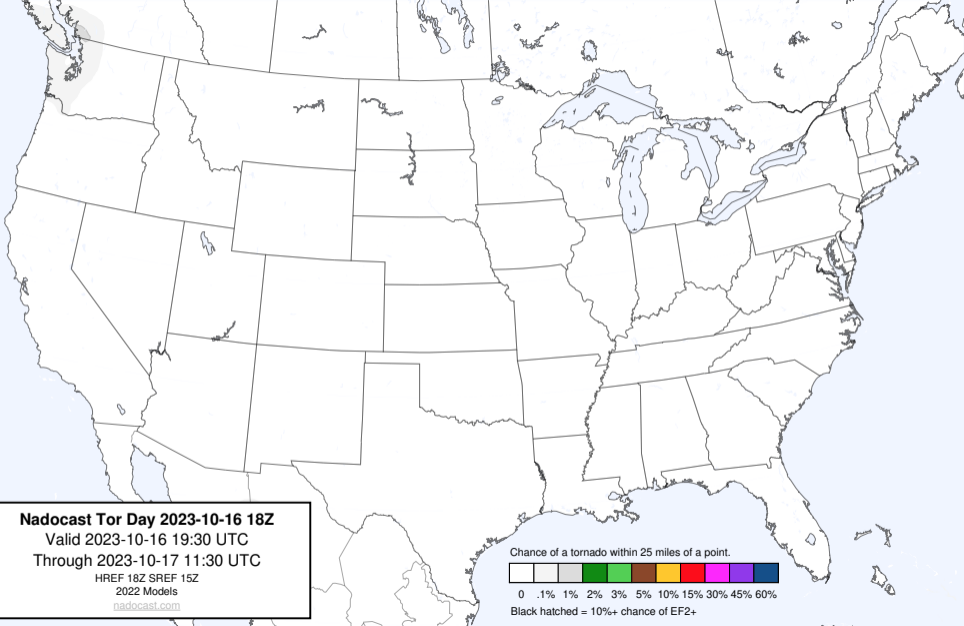 Nadocast Tor Day 2023-10-16 18Z
Valid 2023-10-16 19:30 UTC
Through 2023-10-17 11:30 UTC
HREF 18Z SREF 15Z
2022 Models
nadocast.com
Chance of a tornado within 25 miles of a point.
0 .1% 1% 2% 3% 5% 10% 15% 30% 45% 60%
Black hatched = 10%+ chance of EF2+